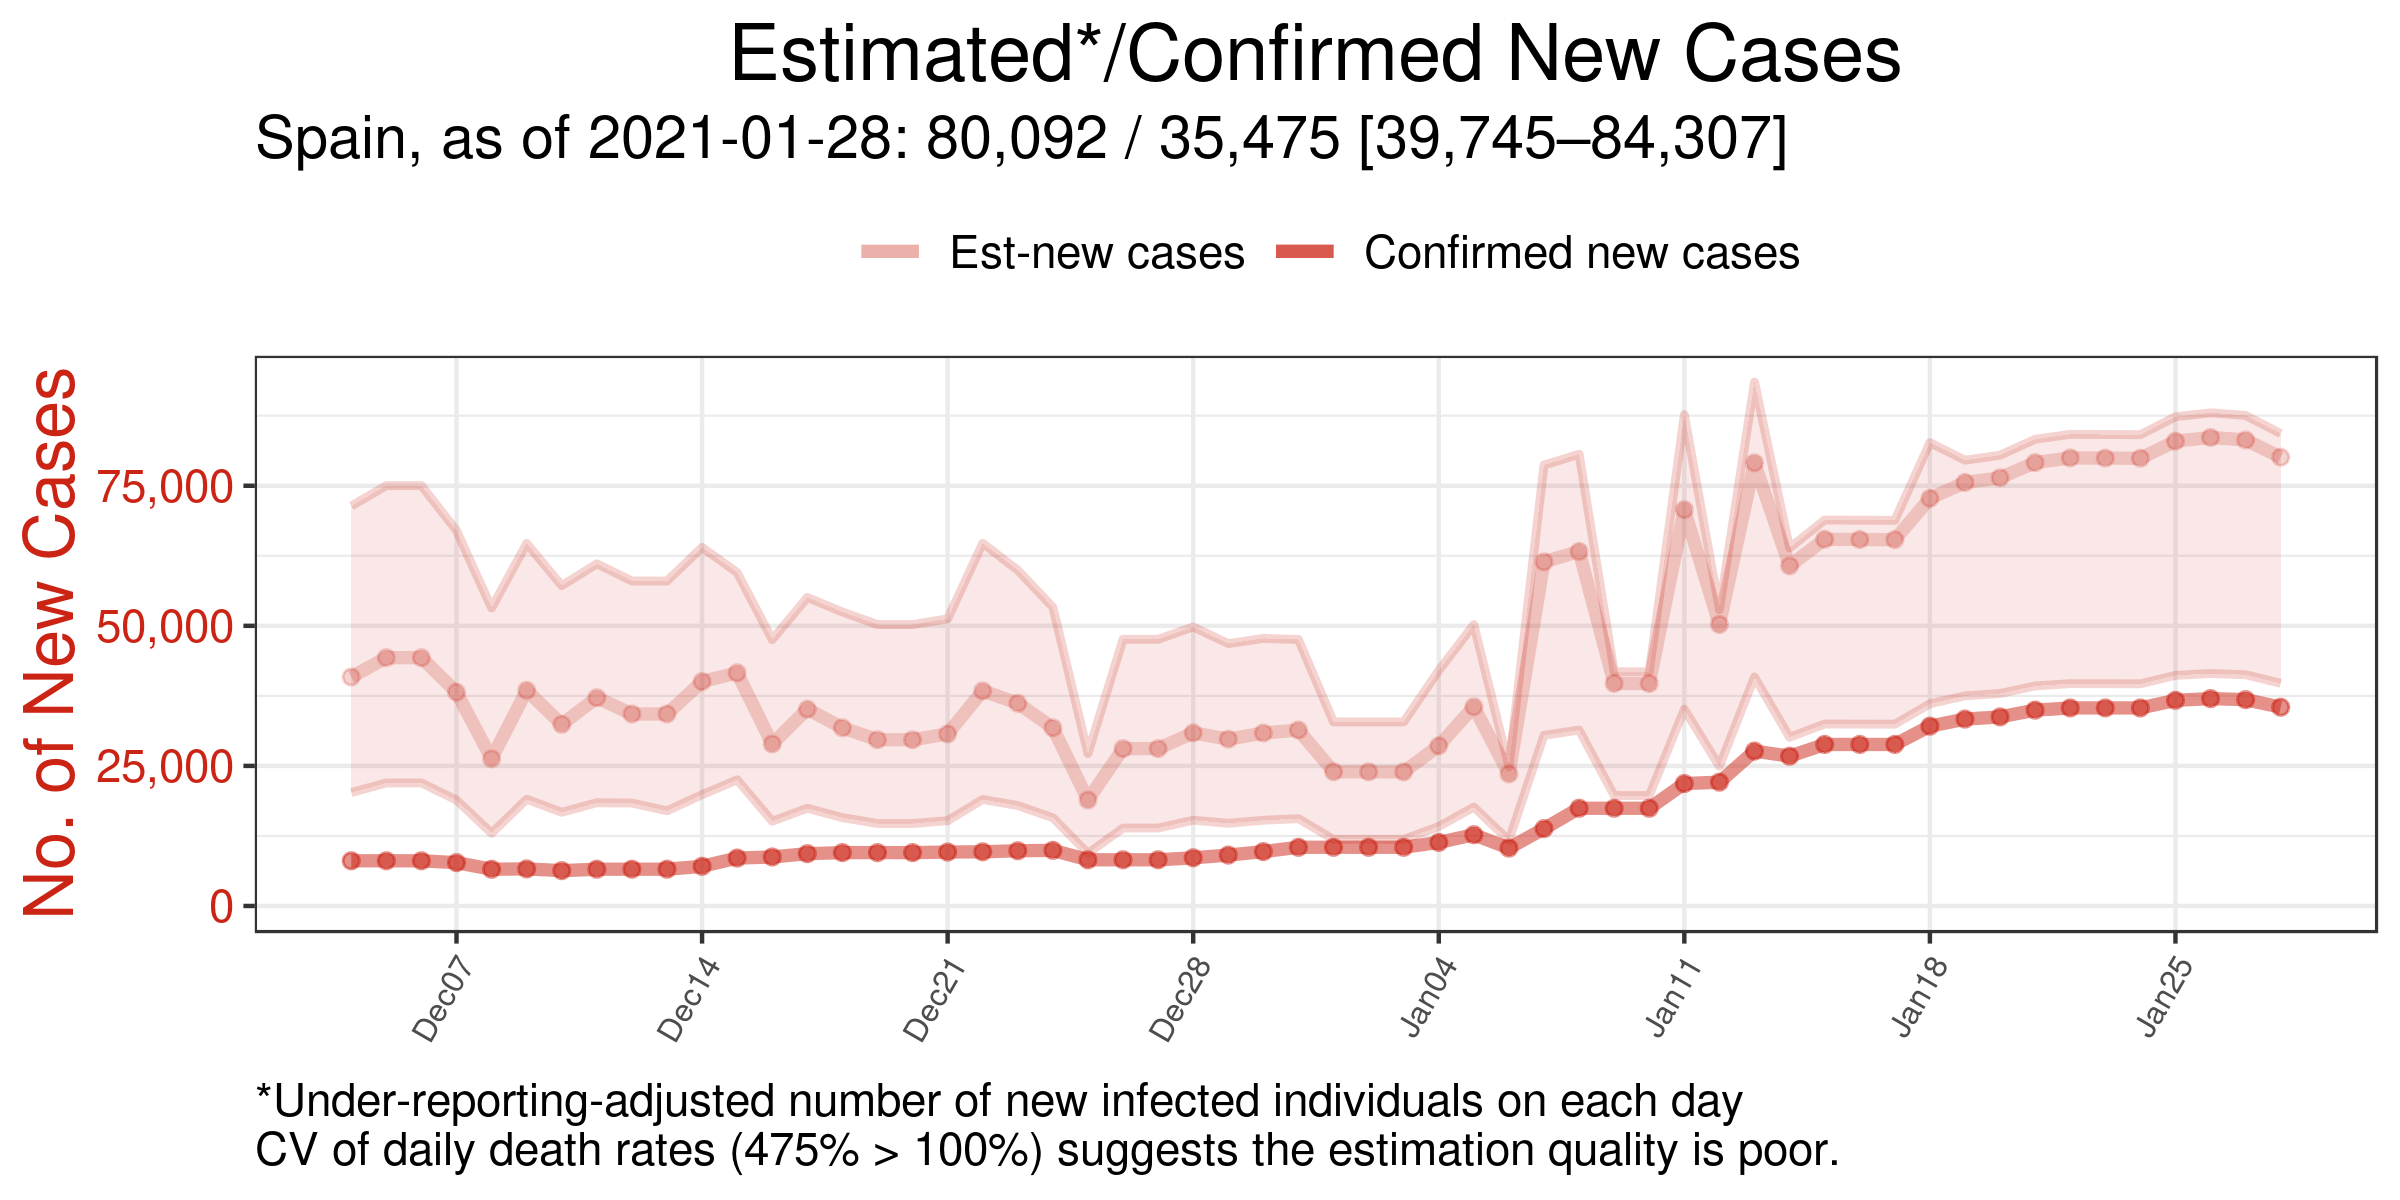 Estimated*/Confirmed New Cases
Spain, as of 2021-01-28: 80,092 / 35,475 [39,745–84,307]
Est-new cases Confirmed new cases
No. of New Cases
75,000
50,000
25,000
0
Dec07 Dec14 Dec21 Dec28 Jan04 Jan11 Jan18 Jan25
*Under-reporting-adjusted number of new infected individuals on each day
CV of daily death rates (475% > 100%) suggests the estimation quality is poor.